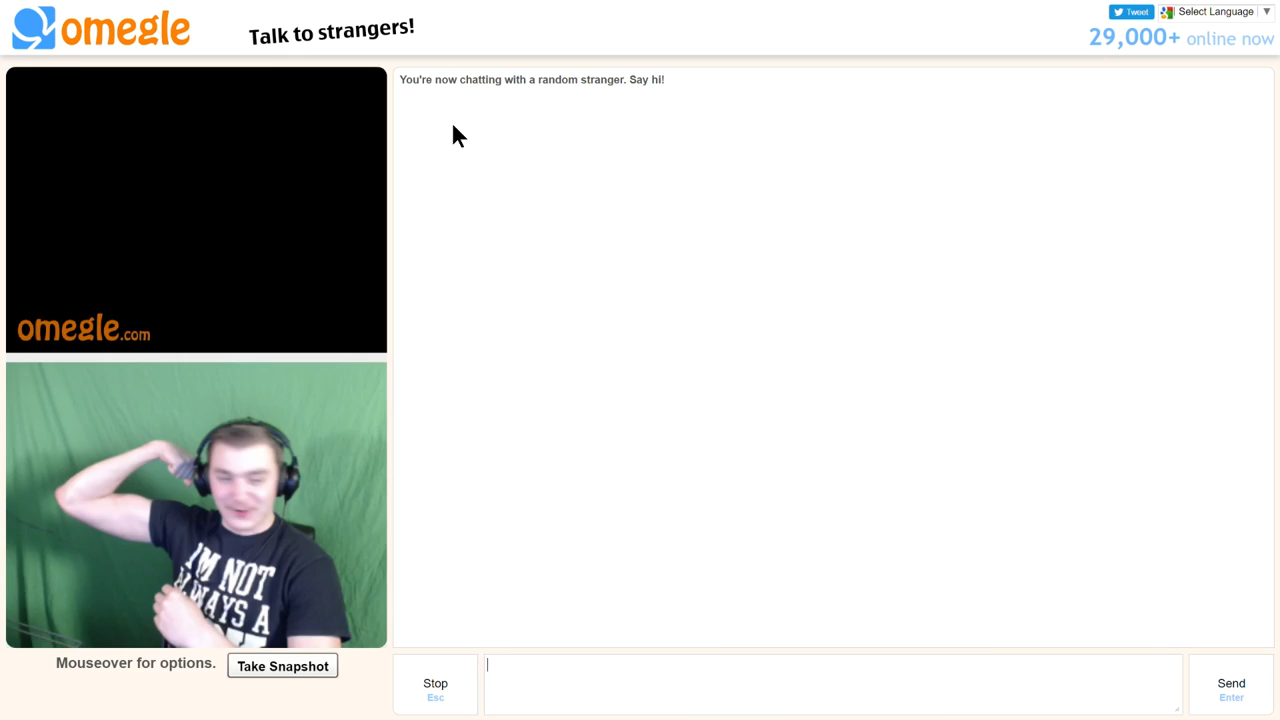 omegle
Talk to strangers!
Tweet
Select Language ▼
29,000+ online now
You're now chatting with a random stranger. Say hi!
omegle.com
I'M NOT
ALWAYS A
Mouseover for options.
Take Snapshot
Stop
Esc
Send
Enter